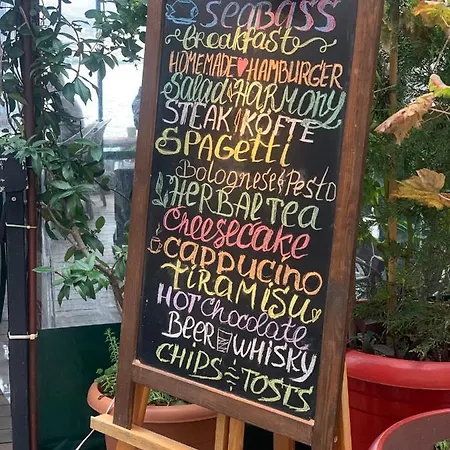 SeaBASS
Breakfast
HOMEMADE HAMBURGER
Salad HARMONY
STEAK KÖFTE
SPAGETTi
Bolognese Pesto
HERBAL TEA
CHEESECAKE
CAPPUCiNO
TiRAMiSU
HOT CHOCOLATE
BEER WHiSKY
CHiPS TOSTS